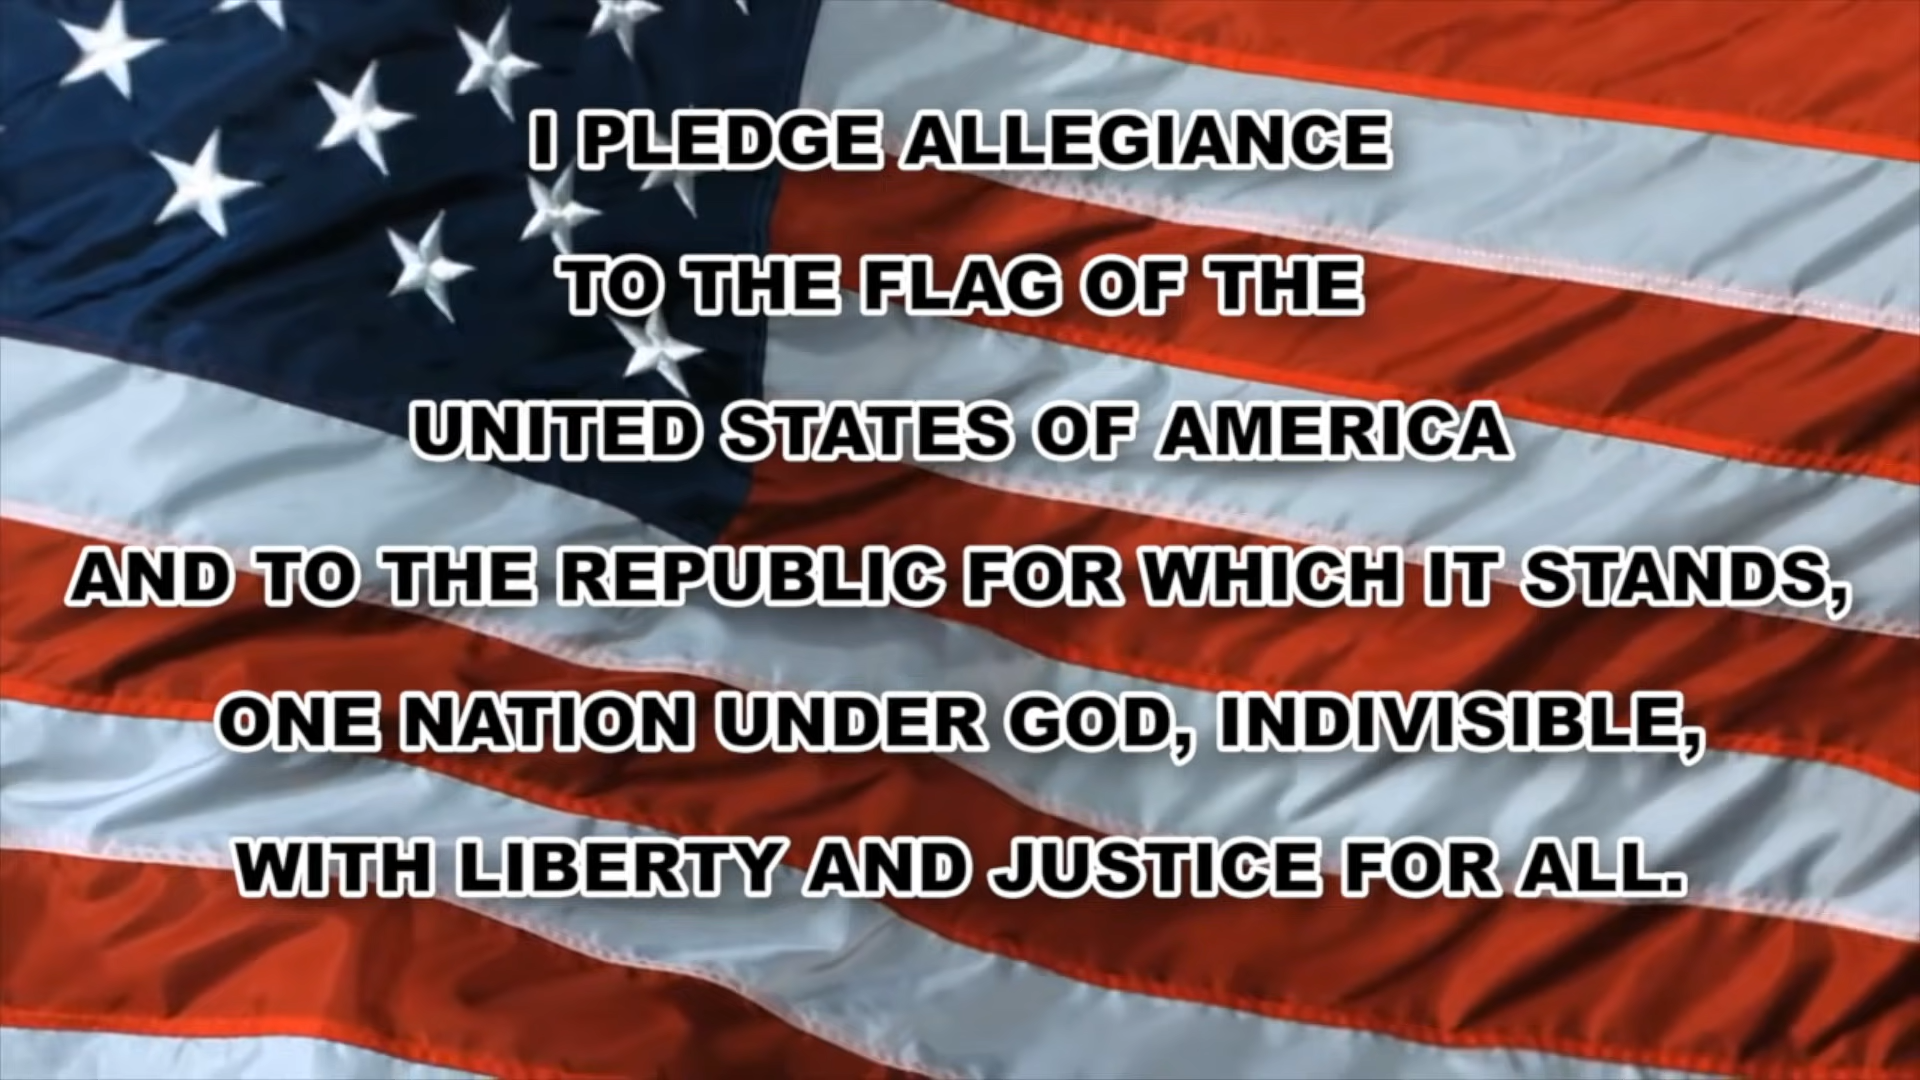 I PLEDGE ALLEGIANCE
TO THE FLAG OF THE
UNITED STATES OF AMERICA
AND TO THE REPUBLIC FOR WHICH IT STANDS,
ONE NATION UNDER GOD, INDIVISIBLE,
WITH LIBERTY AND JUSTICE FOR ALL.